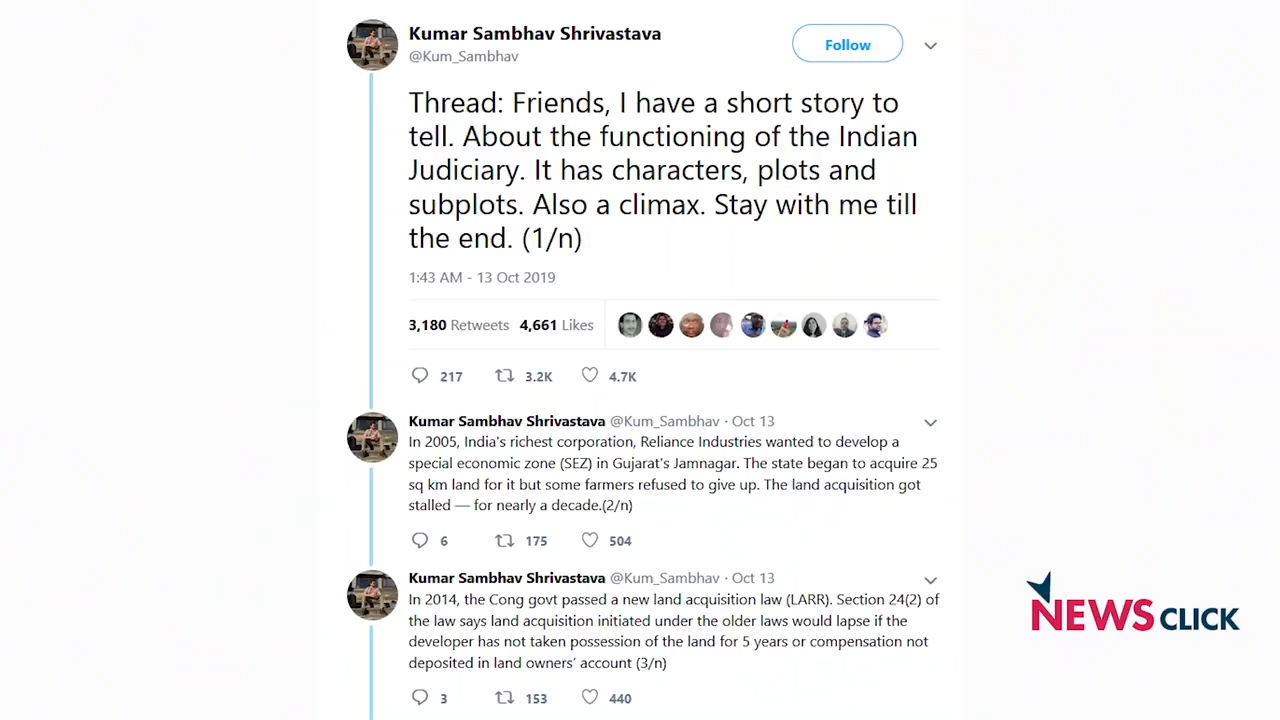 Kumar Sambhav Shrivastava
@Kum_Sambhav
Follow
Thread: Friends, I have a short story to
tell. About the functioning of the Indian
Judiciary. It has characters, plots and
subplots. Also a climax. Stay with me till
the end. (1/n)
1:43 AM - 13 Oct 2019
3,180 Retweets 4,661 Likes
217 3.2K 4.7K
Kumar Sambhav Shrivastava @Kum_Sambhav · Oct 13
In 2005, India's richest corporation, Reliance Industries wanted to develop a
special economic zone (SEZ) in Gujarat's Jamnagar. The state began to acquire 25
sq km land for it but some farmers refused to give up. The land acquisition got
stalled — for nearly a decade.(2/n)
6 175 504
Kumar Sambhav Shrivastava @Kum_Sambhav · Oct 13
In 2014, the Cong govt passed a new land acquisition law (LARR). Section 24(2) of
the law says land acquisition initiated under the older laws would lapse if the
developer has not taken possession of the land for 5 years or compensation not
deposited in land owners' account (3/n)
3 153 440
NEWSCLICK